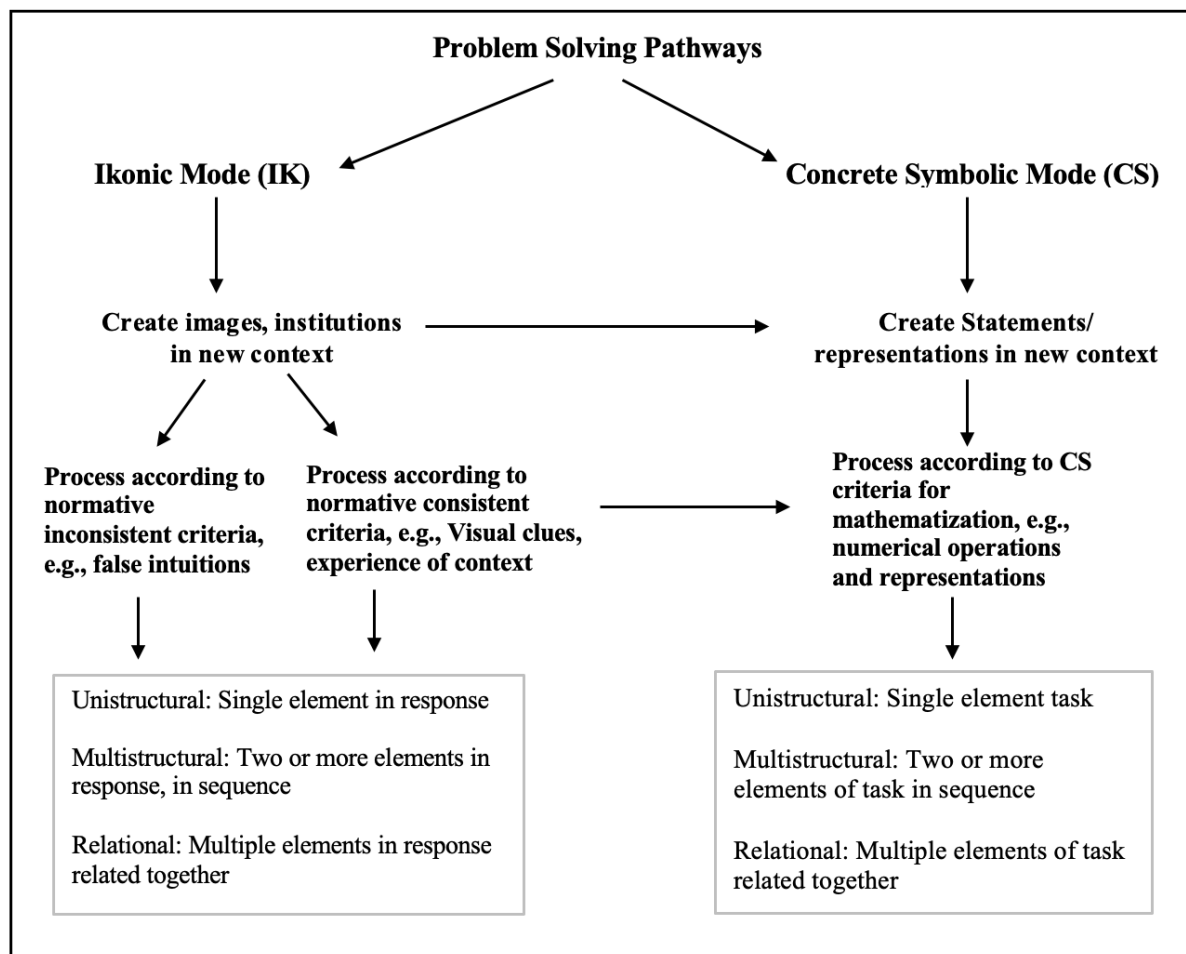 Problem Solving Pathways
Ikonic Mode (IK)
Concrete Symbolic Mode (CS)
Create images, institutions
in new context
Create Statements/
representations in new context
Process according to
normative
inconsistent criteria,
e.g., false intuitions
Process according to
normative consistent
criteria, e.g., Visual clues,
experience of context
Process according to CS
criteria for
mathematization, e.g.,
numerical operations
and representations
Unistructural: Single element in response
Multistructural: Two or more elements in
response, in sequence
Relational: Multiple elements in response
related together
Unistructural: Single element task
Multistructural: Two or more
elements of task in sequence
Relational: Multiple elements of task
related together